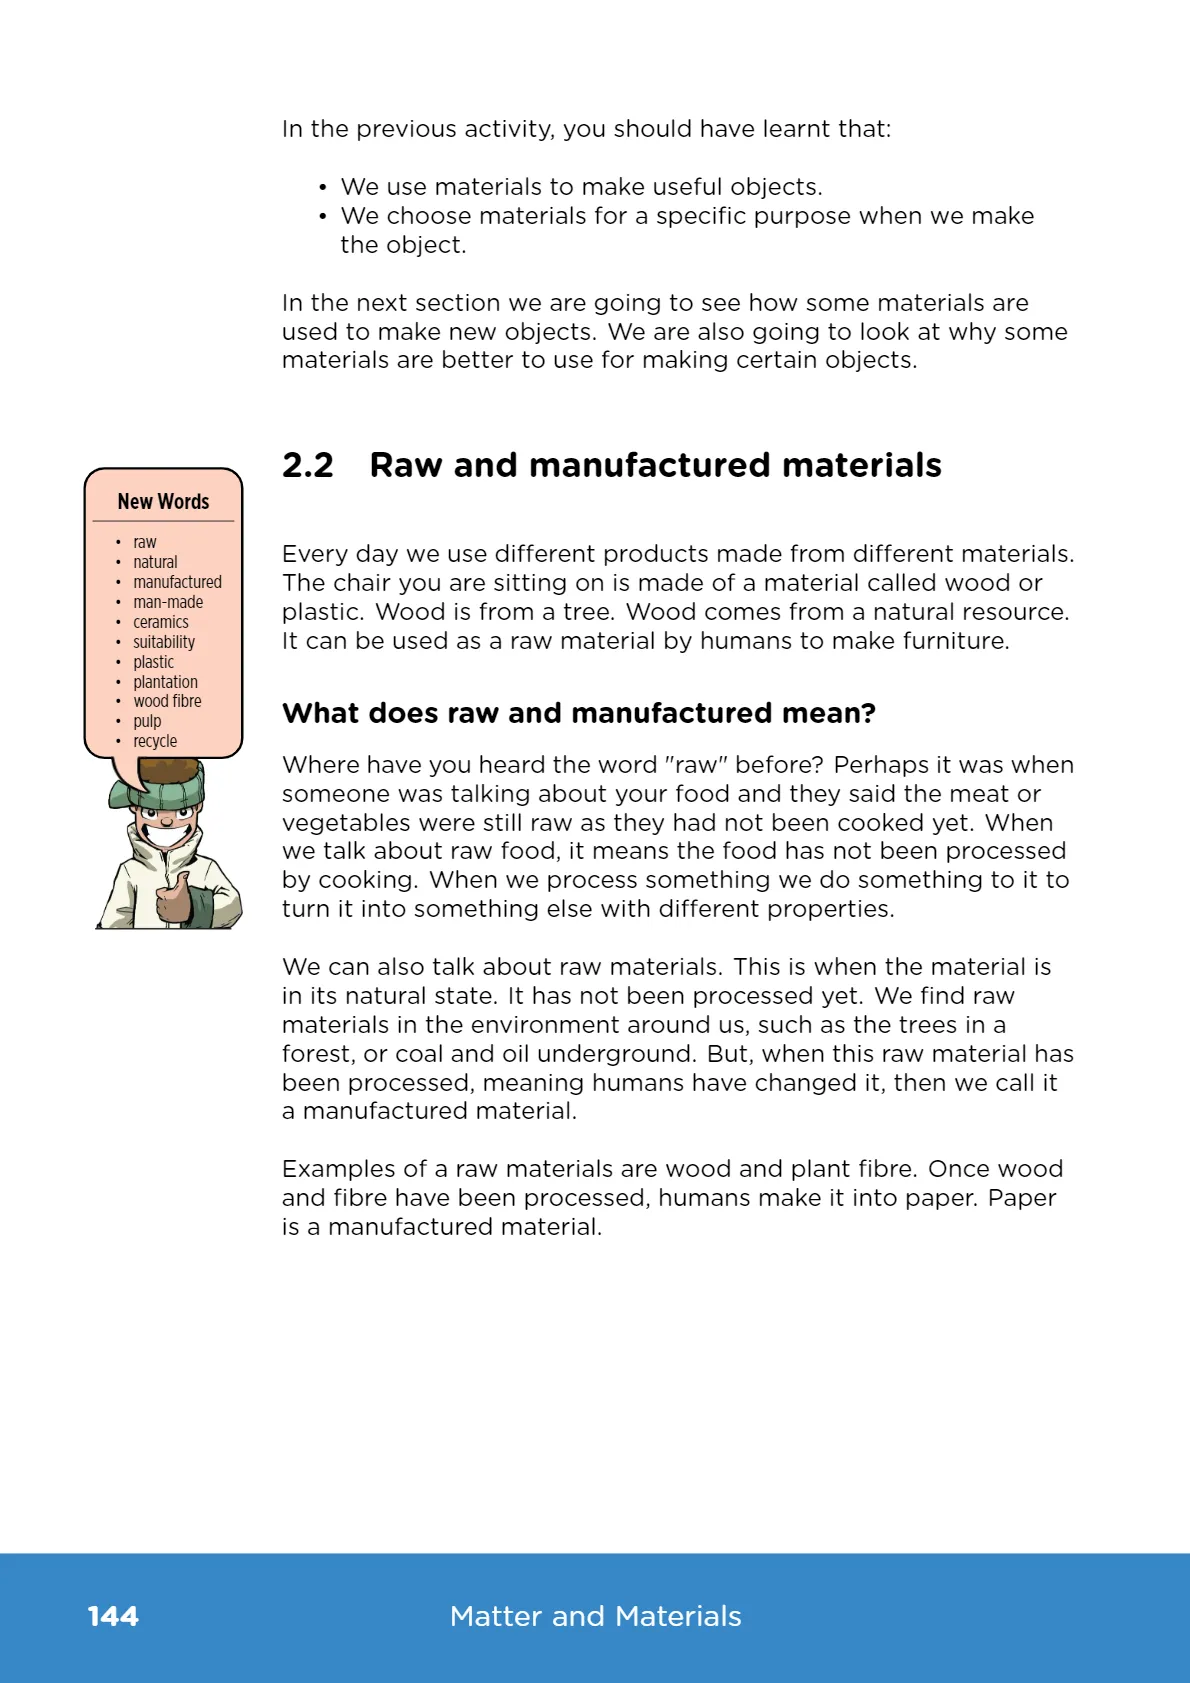 In the previous activity, you should have learnt that:
• We use materials to make useful objects.
• We choose materials for a specific purpose when we make
the object.
In the next section we are going to see how some materials are
used to make new objects. We are also going to look at why some
materials are better to use for making certain objects.
2.2 Raw and manufactured materials
New Words
• raw
• natural
• manufactured
• man-made
• ceramics
• suitability
• plastic
• plantation
• wood fibre
• pulp
• recycle
Every day we use different products made from different materials.
The chair you are sitting on is made of a material called wood or
plastic. Wood is from a tree. Wood comes from a natural resource.
It can be used as a raw material by humans to make furniture.
What does raw and manufactured mean?
Where have you heard the word "raw" before? Perhaps it was when
someone was talking about your food and they said the meat or
vegetables were still raw as they had not been cooked yet. When
we talk about raw food, it means the food has not been processed
by cooking. When we process something we do something to it to
turn it into something else with different properties.
We can also talk about raw materials. This is when the material is
in its natural state. It has not been processed yet. We find raw
materials in the environment around us, such as the trees in a
forest, or coal and oil underground. But, when this raw material has
been processed, meaning humans have changed it, then we call it
a manufactured material.
Examples of a raw materials are wood and plant fibre. Once wood
and fibre have been processed, humans make it into paper. Paper
is a manufactured material.
144 Matter and Materials